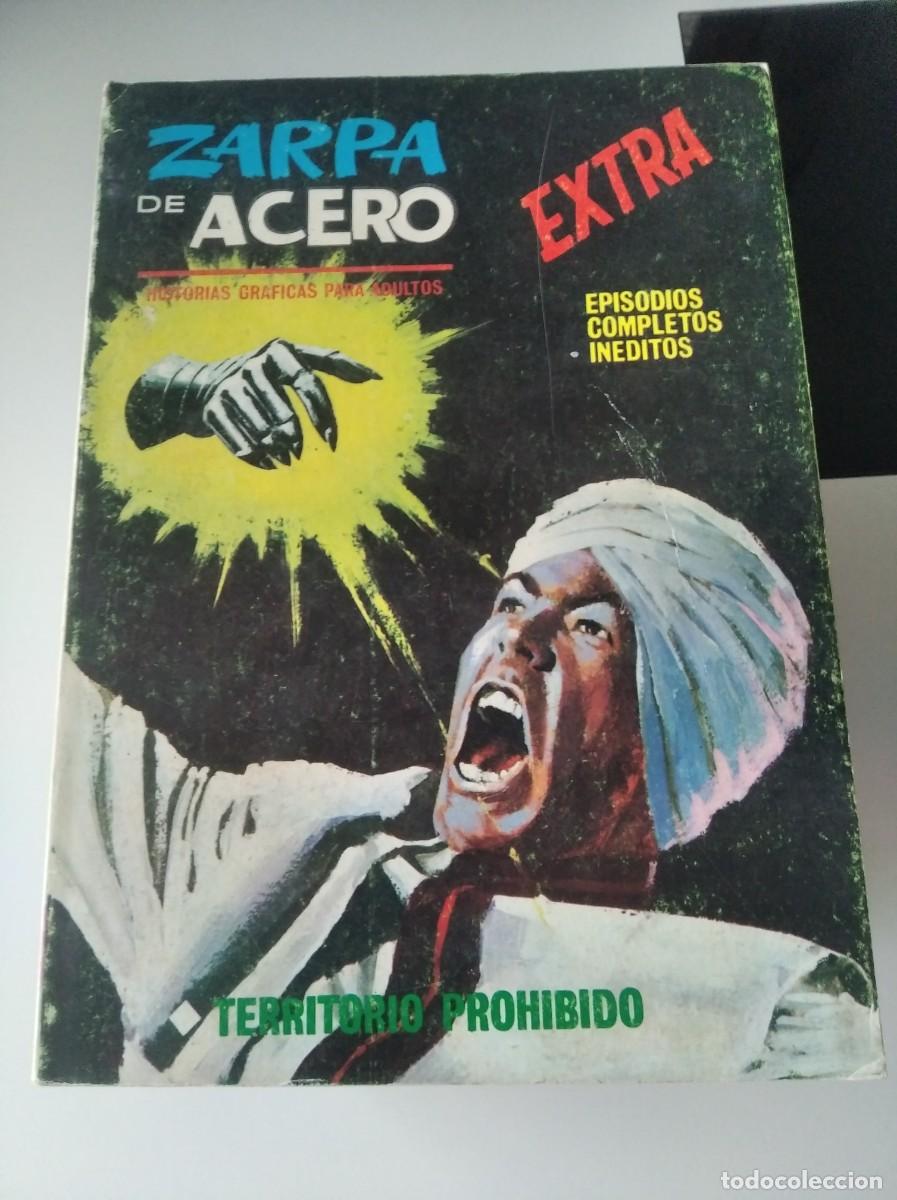 ZARPA
DE ACERO
EXTRA
HISTORIAS GRAFICAS PARA ADULTOS
EPISODIOS
COMPLETOS
INEDITOS
TERRITORIO PROHIBIDO
todocoleccion